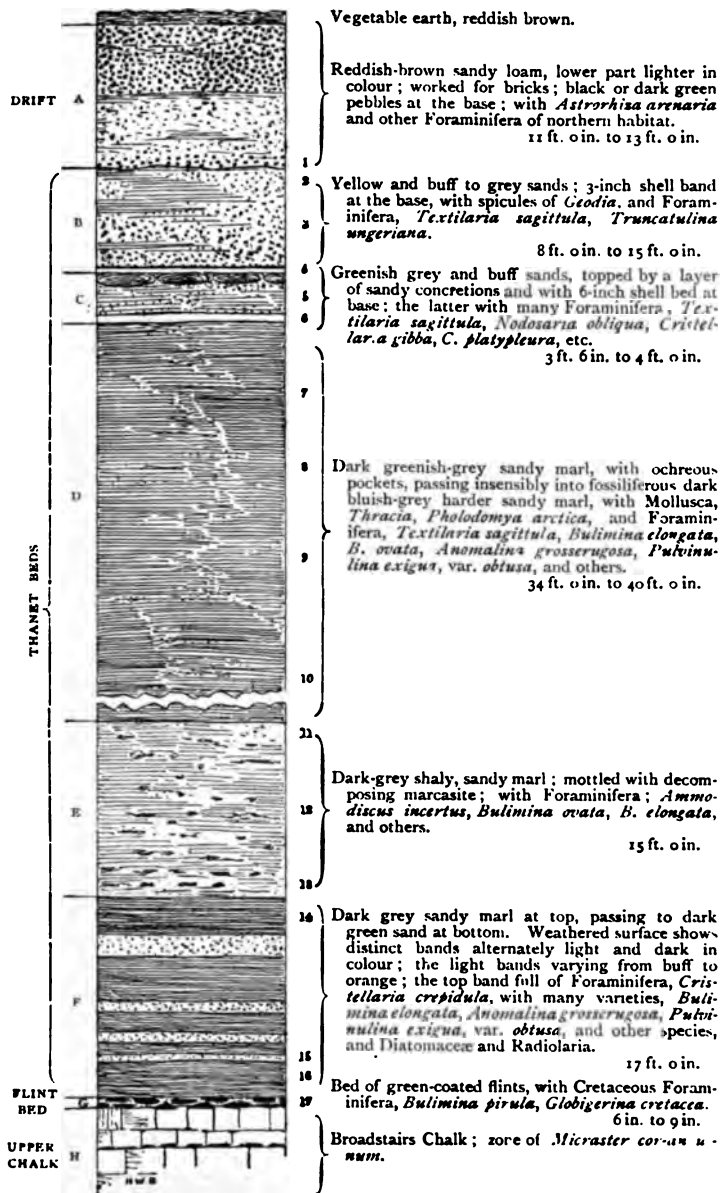 Vegetable earth, reddish brown.
DRIFT
A
Reddish-brown sandy loam, lower part lighter in
colour ; worked for bricks ; black or dark green
pebbles at the base ; with Astrorhiza arenaria
and other Foraminifera of northern habitat.
11 ft. 0 in. to 13 ft. 0 in.
1
THANET BEDS
B
2
3
Yellow and buff to grey sands ; 3-inch shell band
at the base, with spicules of Geodia, and Foram-
inifera, Textilaria sagittula, Truncatulina
ungeriana.
8 ft. 0 in. to 15 ft. 0 in.
4
C
5
6
Greenish grey and buff sands, topped by a layer
of sandy concretions and with 6-inch shell bed at
base ; the latter with many Foraminifera, Tex-
tilaria sagittula, Nodosaria obliqua, Cristel-
lar.a gibba, C. platypleura, etc.
3 ft. 6 in. to 4 ft. 0 in.
D
7
8
9
10
Dark greenish-grey sandy marl, with ochreous
pockets, passing insensibly into fossiliferous dark
bluish-grey harder sandy marl, with Mollusca,
Thracia, Pholodomya arctica, and Foramin-
ifera, Textilaria sagittula, Bulimina elongata,
B. ovata, Anomalina grosserugosa, Pulvinu-
lina exigua, var. obtusa, and others.
34 ft. 0 in. to 40 ft. 0 in.
E
11
12
13
Dark-grey shaly, sandy marl ; mottled with decom-
posing marcasite ; with Foraminifera ; Ammo-
discus incertus, Bulimina ovata, B. elongata,
and others.
15 ft. 0 in.
F
14
15
16
Dark grey sandy marl at top, passing to dark
green sand at bottom. Weathered surface shows
distinct bands alternately light and dark in
colour ; the light bands varying from buff to
orange ; the top band full of Foraminifera, Cris-
tellaria crepidula, with many varieties, Buli-
mina elongata, Anomalina grosserugosa, Pulvi-
nulina exigua, var. obtusa, and other species,
and Diatomaceæ and Radiolaria.
17 ft. 0 in.
FLINT
BED
G
17
Bed of green-coated flints, with Cretaceous Foram-
inifera, Bulimina pirula, Globigerina cretacea.
6 in. to 9 in.
UPPER
CHALK
H
Broadstairs Chalk ; zone of Micraster
num.